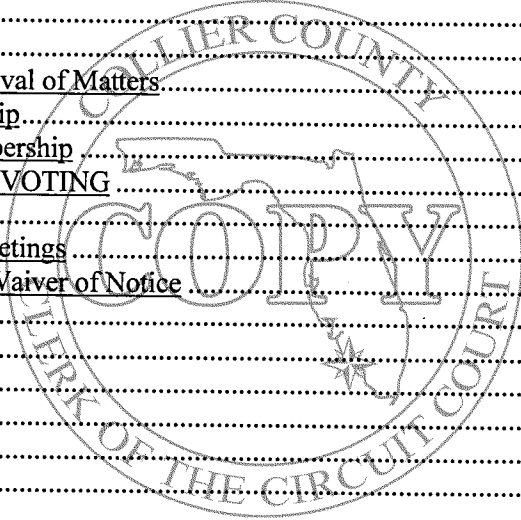 COLLIER COUNTY
val of Matters
ip
bership
VOTING
COPY
etings
Waiver of Notice
CLERK OF THE CIRCUIT COURT